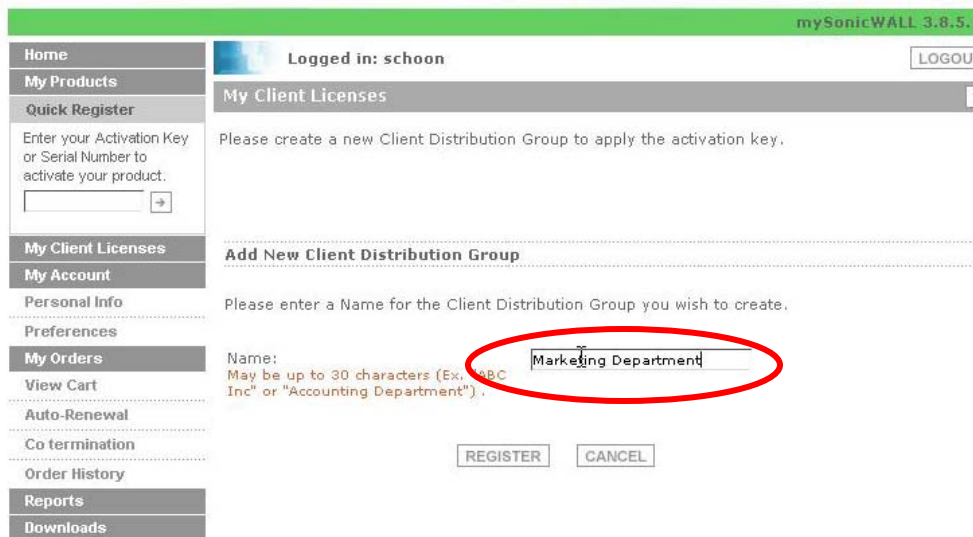 mySonicWALL 3.8.5.
Home
My Products
Quick Register
Enter your Activation Key
or Serial Number to
activate your product.
My Client Licenses
My Account
Personal Info
Preferences
My Orders
View Cart
Auto-Renewal
Co termination
Order History
Reports
Downloads
Logged in: schoon
LOGOU
My Client Licenses
Please create a new Client Distribution Group to apply the activation key.
Add New Client Distribution Group
Please enter a Name for the Client Distribution Group you wish to create.
Name:
Marketing Department
May be up to 30 characters (Ex. "ABC
Inc" or "Accounting Department") .
REGISTER CANCEL